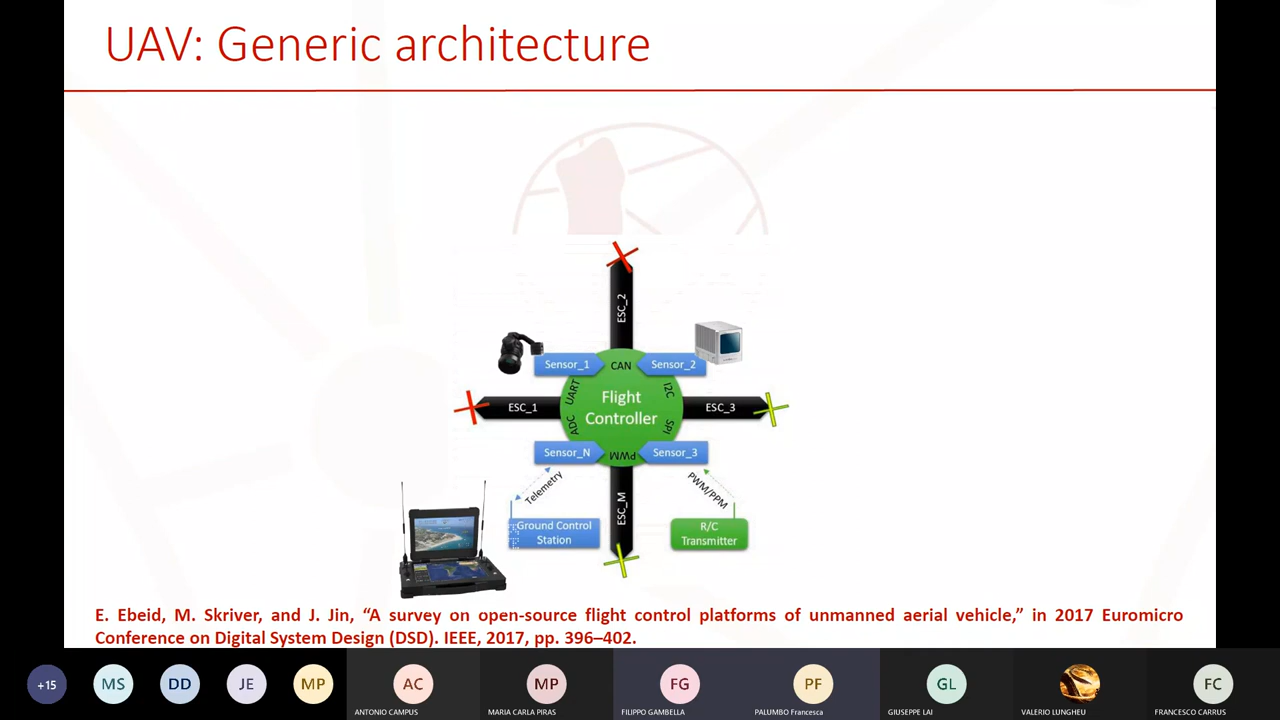 UAV: Generic architecture
ESC_2
Sensor_1
CAN
Sensor_2
UART
I2C
Flight
Controller
ESC_1
ESC_3
ADC
SPI
Sensor_N
PWM
Sensor_3
Telemetry
PWM/PPM
ESC_M
Ground Control
Station
R/C
Transmitter
E. Ebeid, M. Skriver, and J. Jin, “A survey on open-source flight control platforms of unmanned aerial vehicle,” in 2017 Euromicro
Conference on Digital System Design (DSD). IEEE, 2017, pp. 396–402.
+15
MS
DD
JE
MP
AC
MP
FG
PF
GL
FC
ANTONIO CAMPUS
MARIA CARLA PIRAS
FILIPPO GAMBELLA
PALUMBO Francesca
GIUSEPPE LAI
VALERIO LUNGHEU
FRANCESCO CARRUS